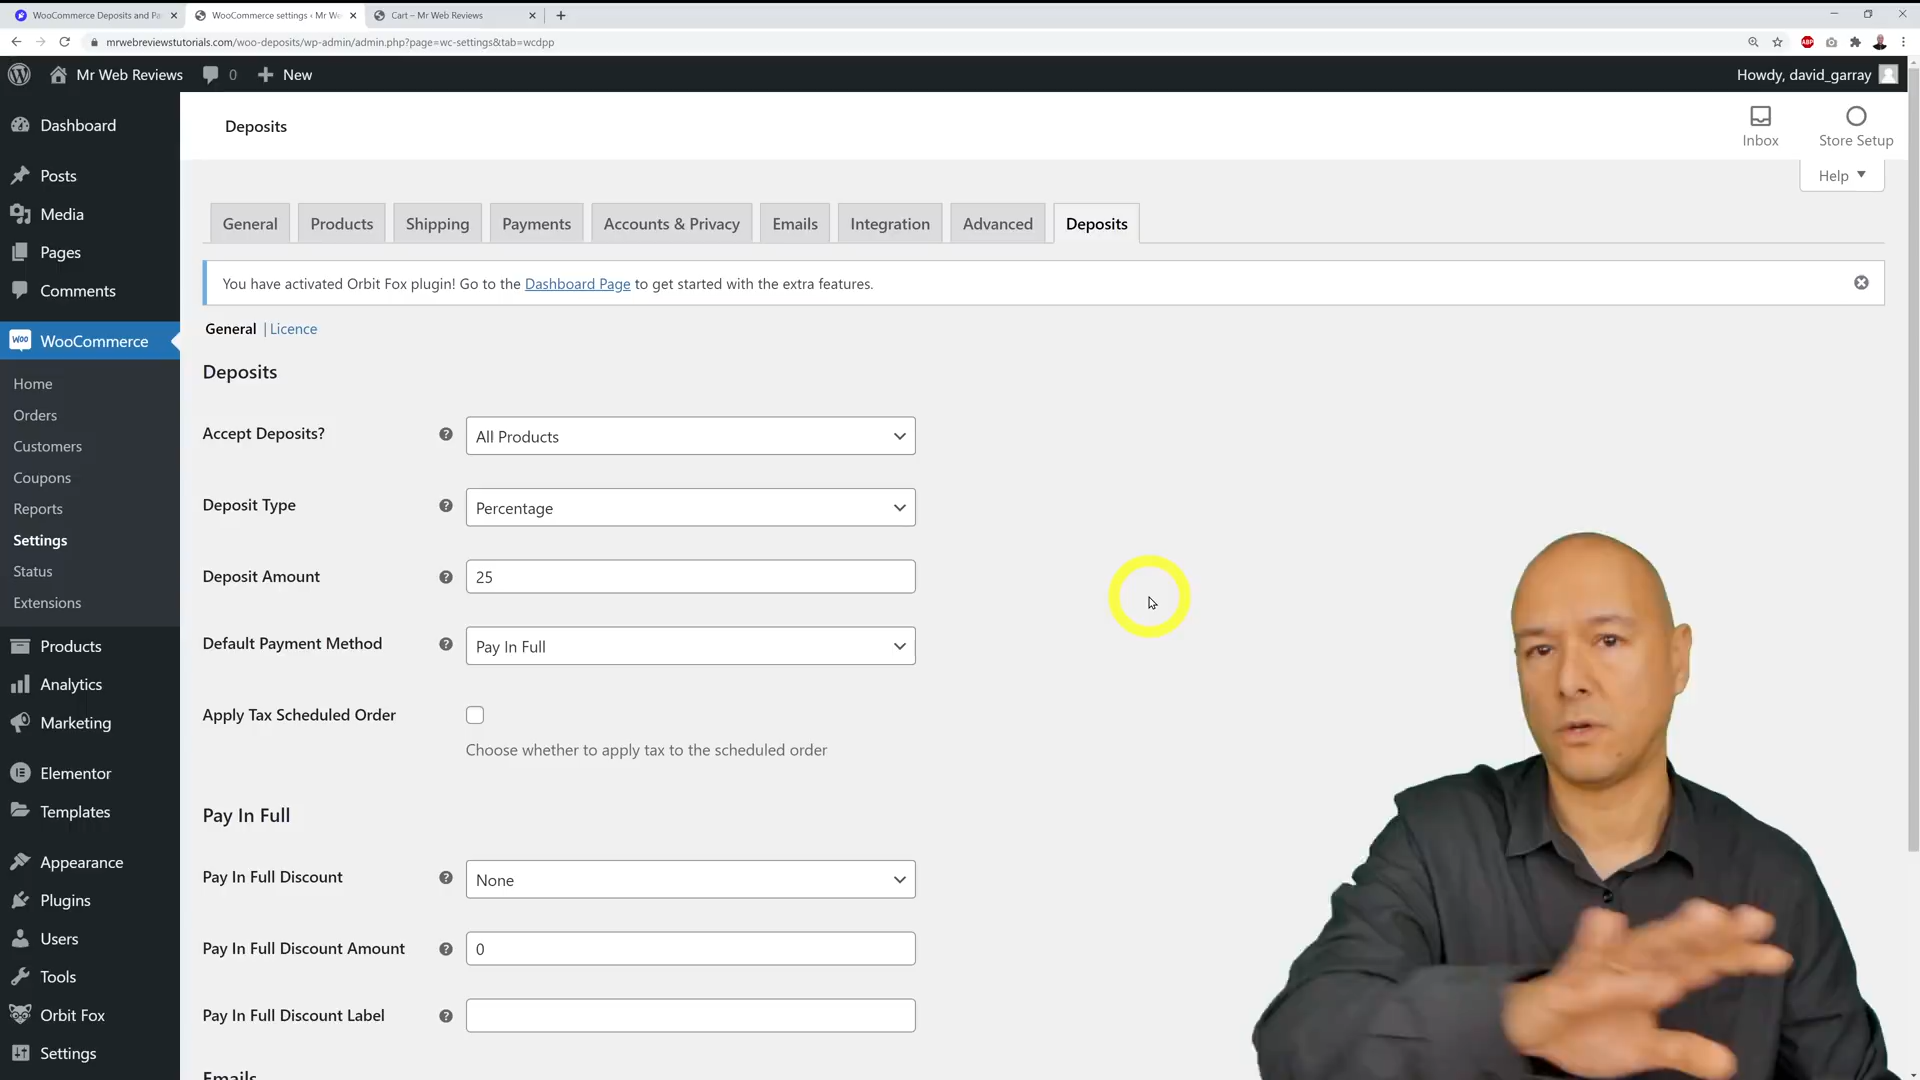 WooCommerce Deposits and Pa
WooCommerce settings ‹ Mr We
Cart – Mr Web Reviews
mrwebreviewstutorials.com/woo-deposits/wp-admin/admin.php?page=wc-settings&tab=wcdpp
ABP
Mr Web Reviews
0
New
Howdy, david_garray
Dashboard
Posts
Media
Pages
Comments
WooCommerce
Home
Orders
Customers
Coupons
Reports
Settings
Status
Extensions
Products
Analytics
Marketing
Elementor
Templates
Appearance
Plugins
Users
Tools
Orbit Fox
Settings
Deposits
Inbox
Store Setup
Help
General
Products
Shipping
Payments
Accounts & Privacy
Emails
Integration
Advanced
Deposits
You have activated Orbit Fox plugin! Go to the Dashboard Page to get started with the extra features.
General | Licence
Deposits
Accept Deposits?
All Products
Deposit Type
Percentage
Deposit Amount
25
Default Payment Method
Pay In Full
Apply Tax Scheduled Order
Choose whether to apply tax to the scheduled order
Pay In Full
Pay In Full Discount
None
Pay In Full Discount Amount
0
Pay In Full Discount Label
Emails